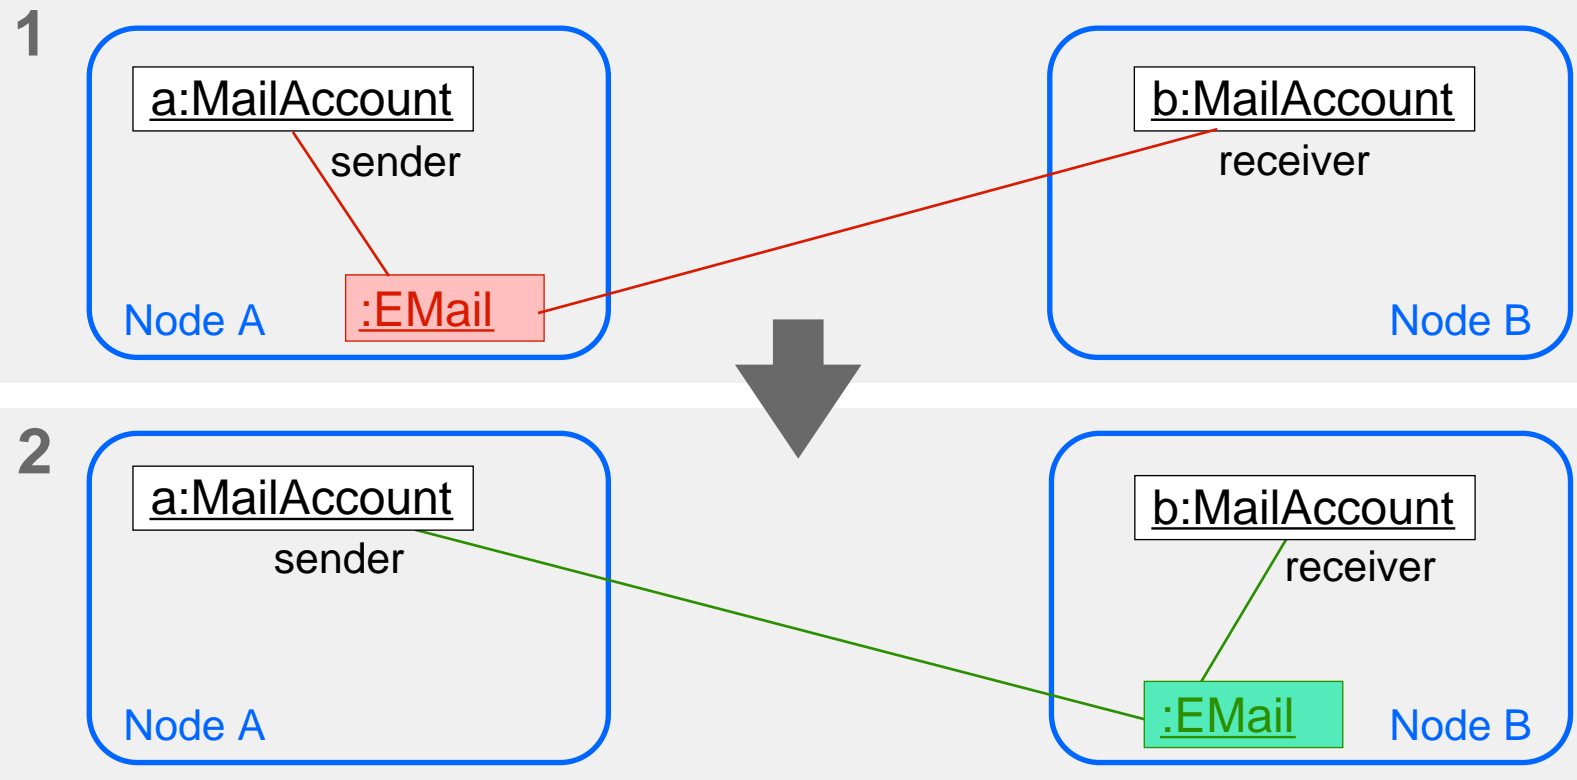 1
a:MailAccount
b:MailAccount
sender
receiver
Node A
:EMail
Node B
2
a:MailAccount
b:MailAccount
sender
receiver
Node A
:EMail
Node B